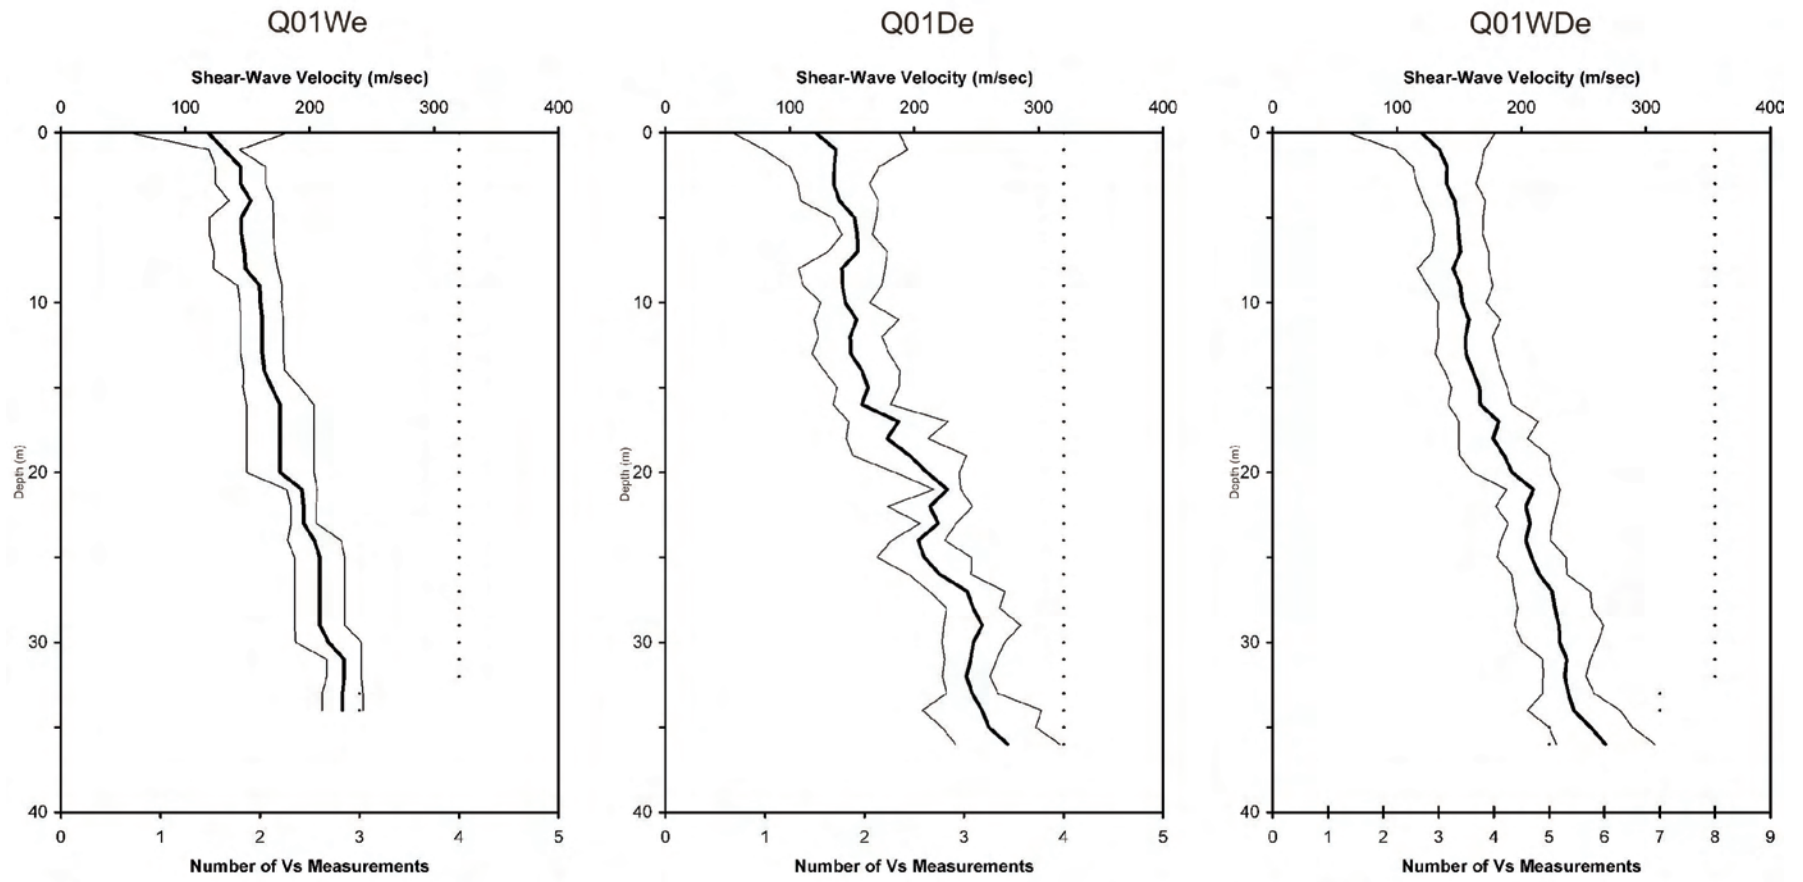 Q01We
Shear-Wave Velocity (m/sec)
0 100 200 300 400
0
10
20
30
40
Depth (m)
0 1 2 3 4 5
Number of Vs Measurements
Q01De
Shear-Wave Velocity (m/sec)
0 100 200 300 400
0
10
20
30
40
Depth (m)
0 1 2 3 4 5
Number of Vs Measurements
Q01WDe
Shear-Wave Velocity (m/sec)
0 100 200 300 400
0
10
20
30
40
Depth (m)
0 1 2 3 4 5 6 7 8 9
Number of Vs Measurements